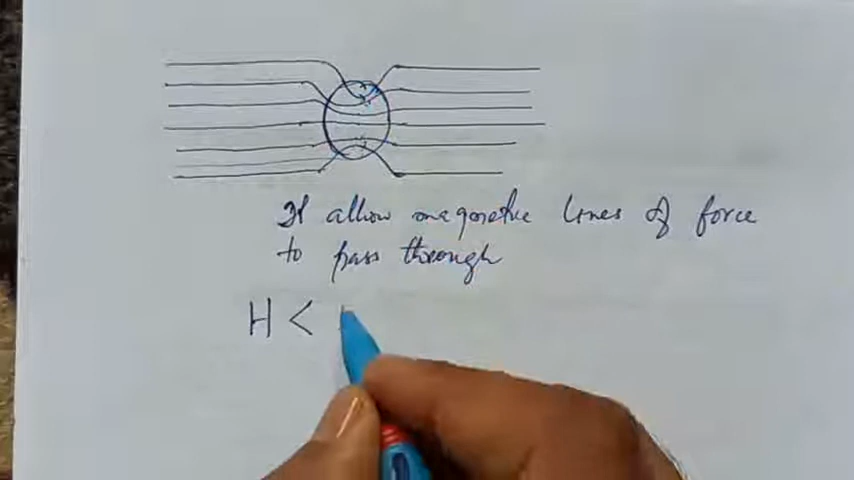 It allow magnetic lines of force
to pass through
H <